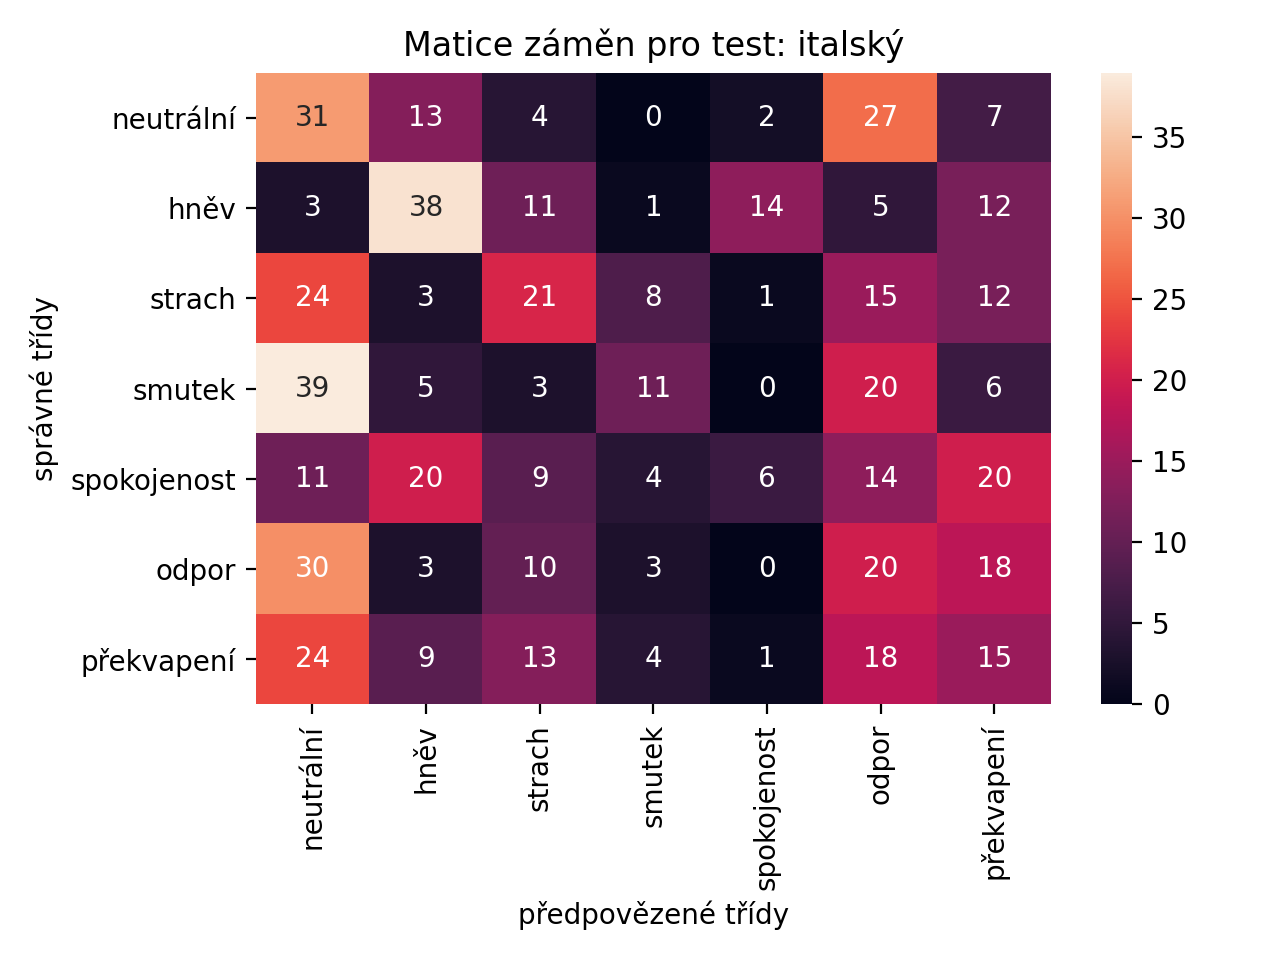 Matice záměn pro test: italský
neutrální 31 13 4 0 2 27 7
hněv 3 38 11 1 14 5 12
strach 24 3 21 8 1 15 12
smutek 39 5 3 11 0 20 6
spokojenost 11 20 9 4 6 14 20
odpor 30 3 10 3 0 20 18
překvapení 24 9 13 4 1 18 15
správné třídy
neutrální hněv strach smutek spokojenost odpor překvapení
předpovězené třídy
35
30
25
20
15
10
5
0